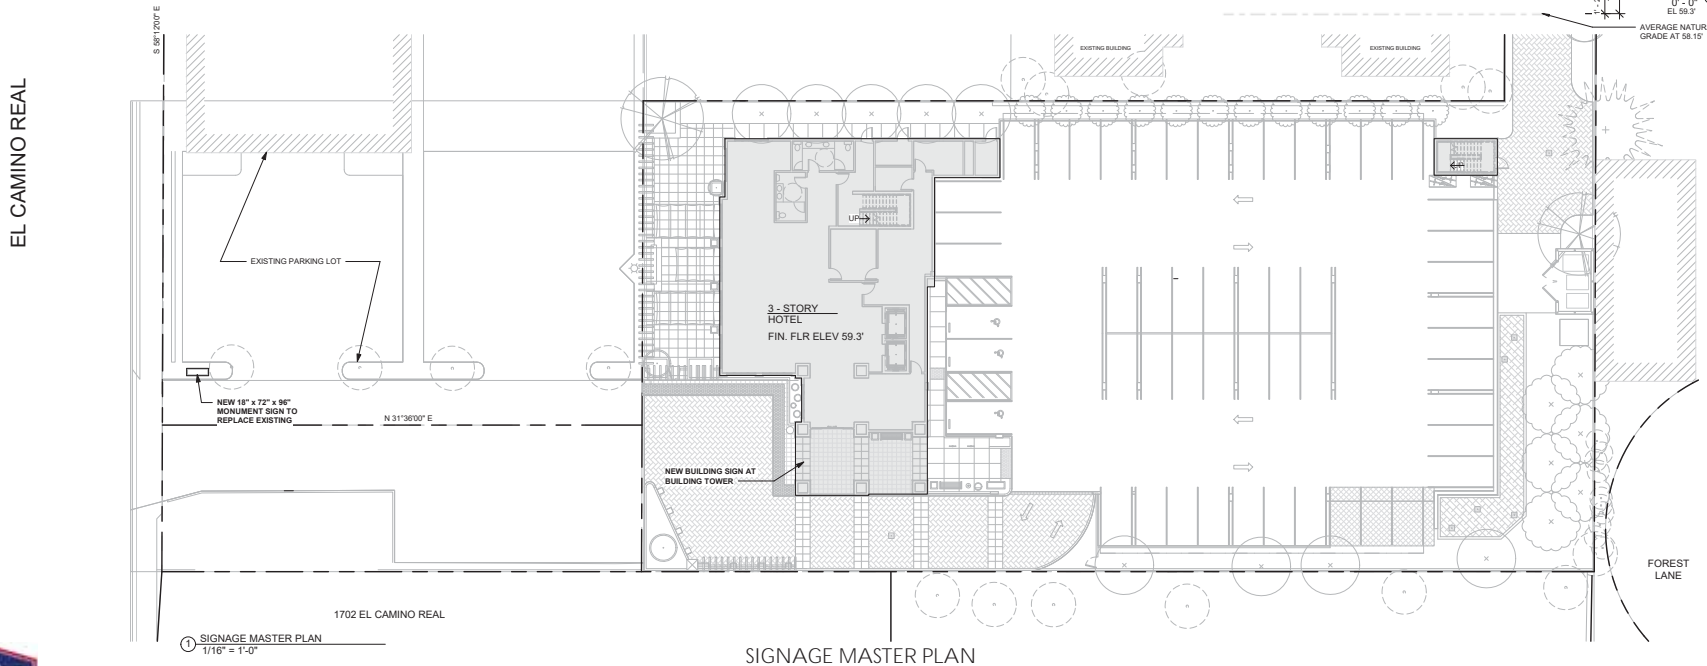 S 58°12'00" E
0' - 0"
EL 59.3'
AVERAGE NATUR
GRADE AT 58.15'
EXISTING BUILDING
EXISTING BUILDING
EL CAMINO REAL
UP
UP
EXISTING PARKING LOT
3 - STORY
HOTEL
FIN. FLR ELEV 59.3'
NEW 18" x 72" x 96"
MONUMENT SIGN TO
REPLACE EXISTING
N 31°36'00" E
NEW BUILDING SIGN AT
BUILDING TOWER
FOREST
LANE
1702 EL CAMINO REAL
1 SIGNAGE MASTER PLAN
1/16" = 1'-0"
SIGNAGE MASTER PLAN